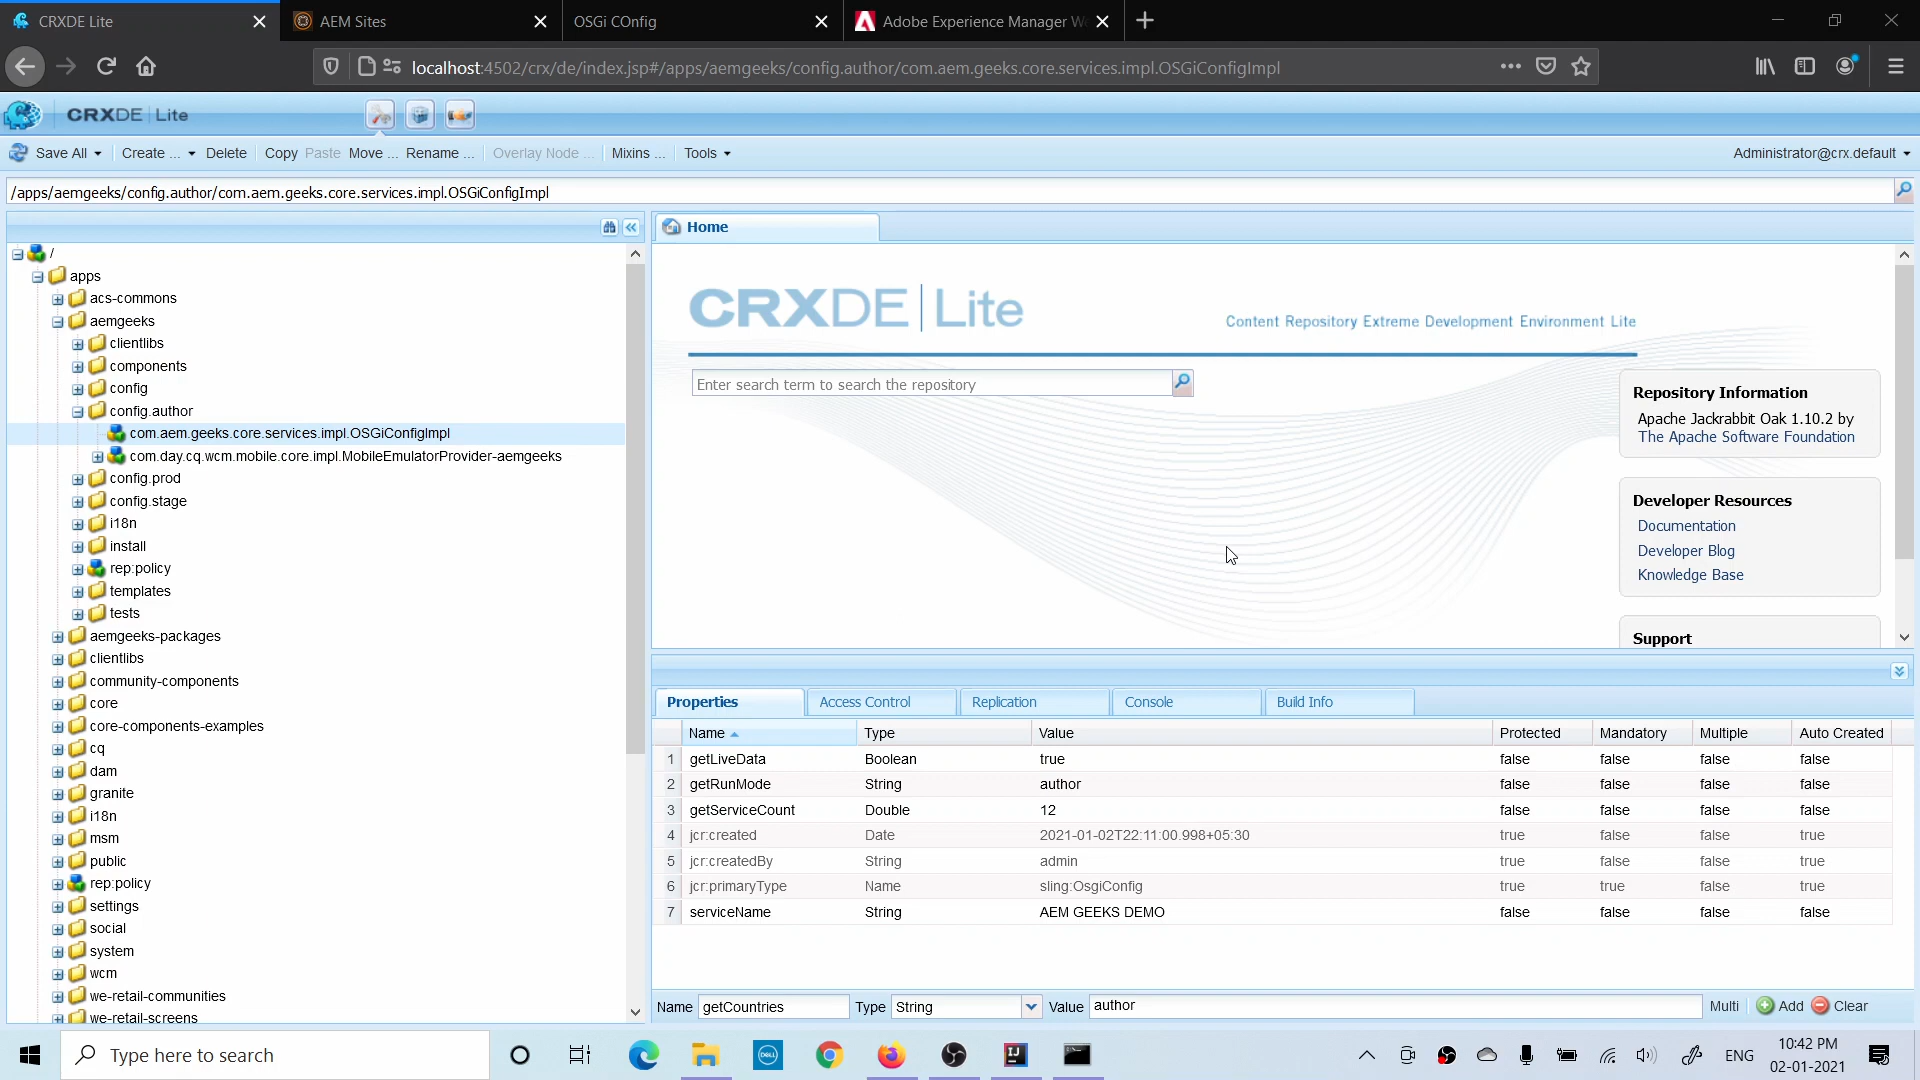 CRXDE Lite
AEM Sites
OSGi COnfig
Adobe Experience Manager W
localhost:4502/crx/de/index.jsp#/apps/aemgeeks/config.author/com.aem.geeks.core.services.impl.OSGiConfigImpl
CRXDE | Lite
Save All Create ... Delete Copy Paste Move ... Rename ... Overlay Node ... Mixins ... Tools Administrator@crx.default
/apps/aemgeeks/config.author/com.aem.geeks.core.services.impl.OSGiConfigImpl
/
apps
acs-commons
aemgeeks
clientlibs
components
config
config.author
com.aem.geeks.core.services.impl.OSGiConfigImpl
com.day.cq.wcm.mobile.core.impl.MobileEmulatorProvider-aemgeeks
config.prod
config.stage
i18n
install
rep:policy
templates
tests
aemgeeks-packages
clientlibs
community-components
core
core-components-examples
cq
dam
granite
i18n
msm
public
rep:policy
settings
social
system
wcm
we-retail-communities
we-retail-screens
Home
CRXDE | Lite
Content Repository Extreme Development Environment Lite
Enter search term to search the repository
Repository Information
Apache Jackrabbit Oak 1.10.2 by
The Apache Software Foundation
Developer Resources
Documentation
Developer Blog
Knowledge Base
Support
Properties Access Control Replication Console Build Info
Name Type Value Protected Mandatory Multiple Auto Created
1 getLiveData Boolean true false false false false
2 getRunMode String author false false false false
3 getServiceCount Double 12 false false false false
4 jcr:created Date 2021-01-02T22:11:00.998+05:30 true false false true
5 jcr:createdBy String admin true false false true
6 jcr:primaryType Name sling:OsgiConfig true true false true
7 serviceName String AEM GEEKS DEMO false false false false
Name getCountries Type String Value author Multi Add Clear
Type here to search
DELL
IJ
ENG
10:42 PM
02-01-2021